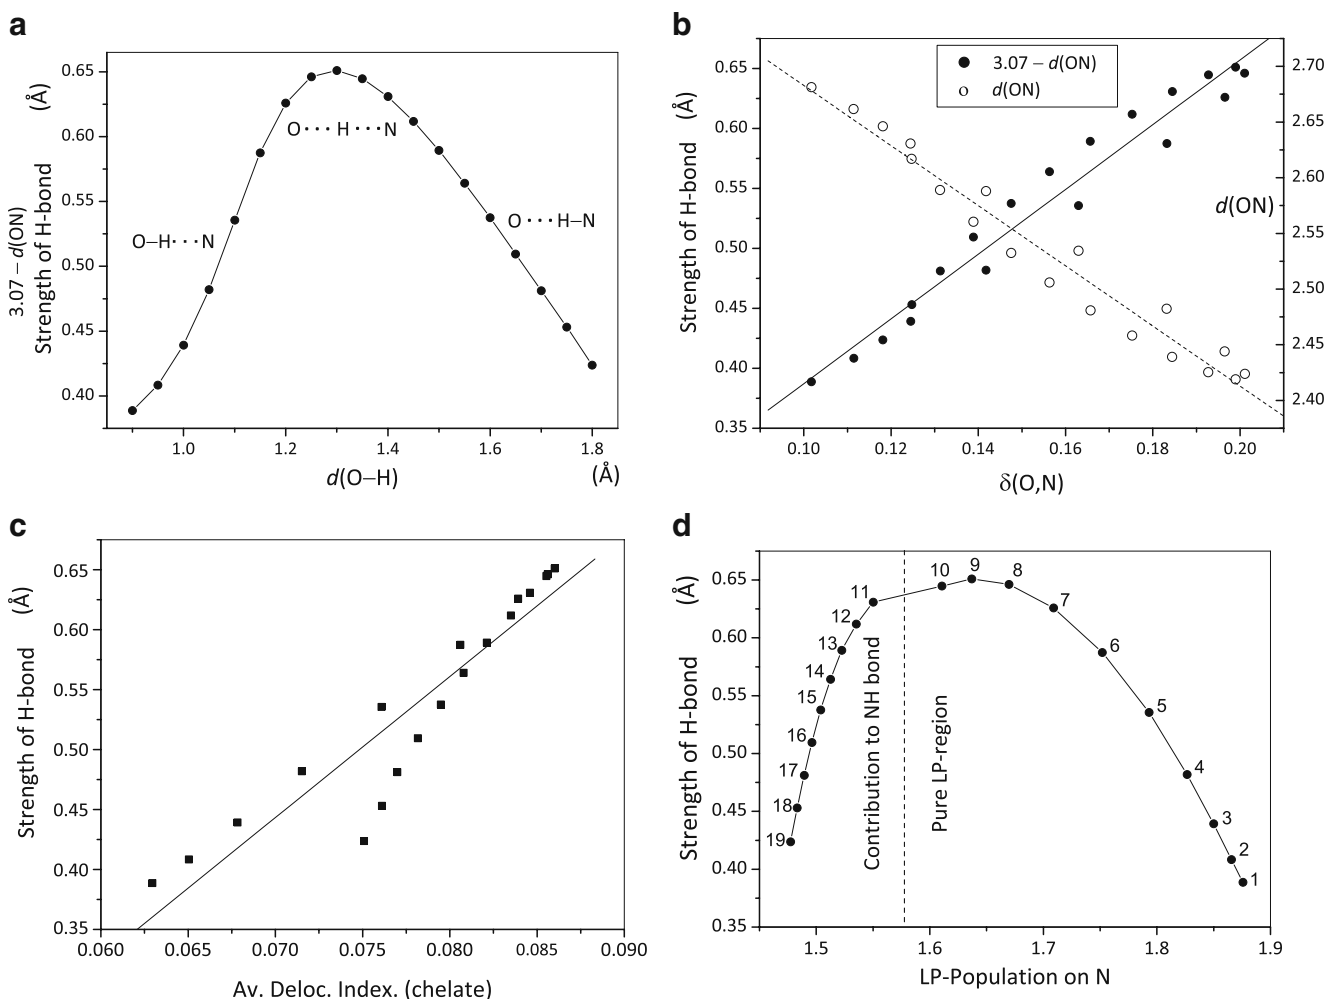 a
3.07 – d(ON)
Strength of H-bond (Å)
0.65
0.60
0.55
0.50
0.45
0.40
O···H···N
O–H···N
O···H–N
1.0 1.2 1.4 1.6 1.8
d(O–H) (Å)
b
Strength of H-bond (Å)
0.65
0.60
0.55
0.50
0.45
0.40
0.35
3.07 – d(ON)
d(ON)
2.70
2.65
2.60
d(ON)
2.55
2.50
2.45
2.40
0.10 0.12 0.14 0.16 0.18 0.20
δ(O,N)
c
Strength of H-bond (Å)
0.65
0.60
0.55
0.50
0.45
0.40
0.35
0.060 0.065 0.070 0.075 0.080 0.085 0.090
Av. Deloc. Index. (chelate)
d
Strength of H-bond (Å)
0.65
0.60
0.55
0.50
0.45
0.40
0.35
19
18
17
16
15
14
13
12
11
10
9
8
7
6
5
4
3
2
1
Contribution to NH bond
Pure LP-region
1.5 1.6 1.7 1.8 1.9
LP-Population on N